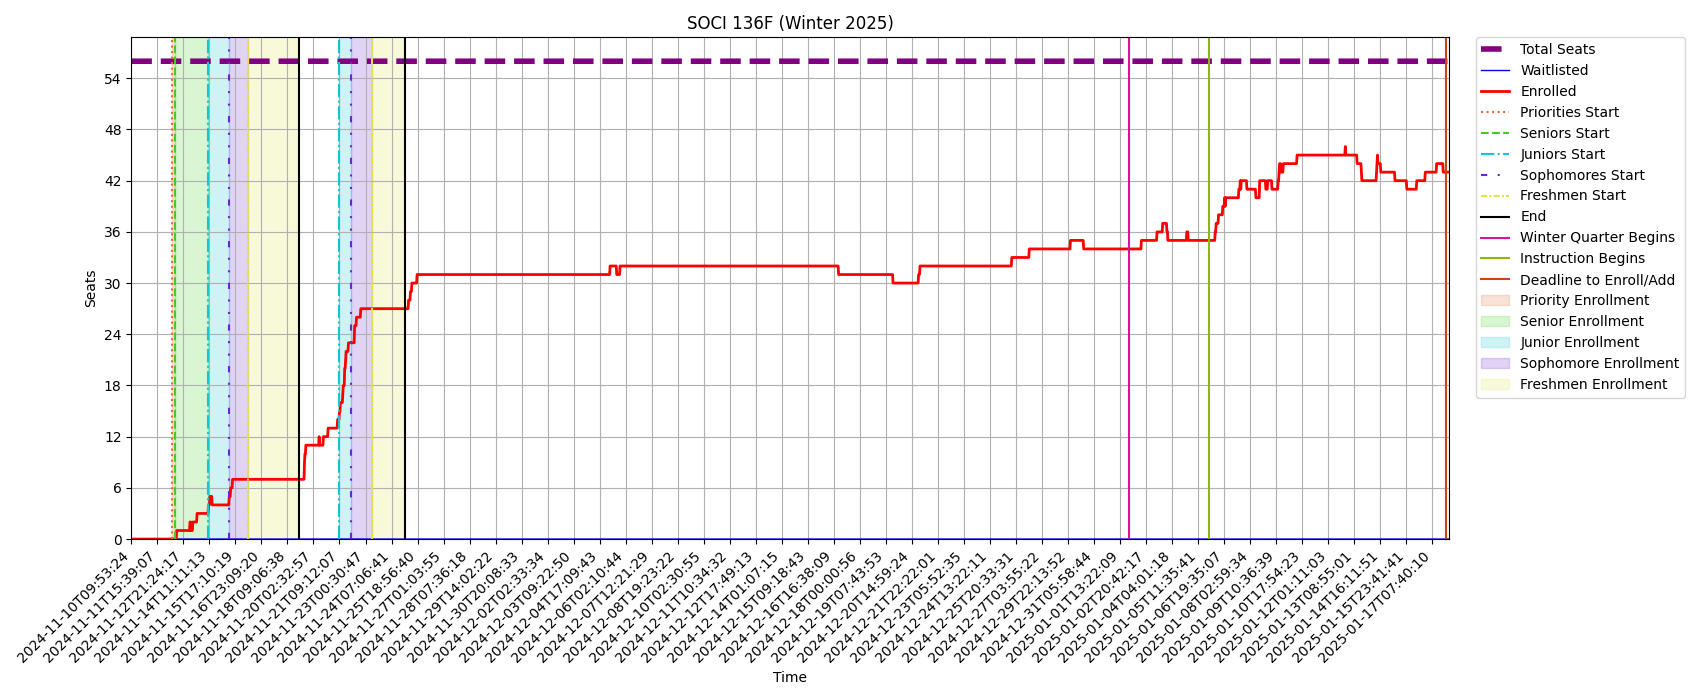 SOCI 136F (Winter 2025)
Seats
54
48
42
36
30
24
18
12
6
0
2024-11-10T09:53:24
2024-11-11T15:39:07
2024-11-12T21:24:17
2024-11-14T11:11:13
2024-11-15T17:10:19
2024-11-16T23:09:20
2024-11-18T09:06:38
2024-11-20T02:32:57
2024-11-21T09:12:07
2024-11-23T00:30:47
2024-11-24T07:06:41
2024-11-25T18:56:40
2024-11-27T01:03:55
2024-11-28T07:36:18
2024-11-29T14:02:22
2024-11-30T20:08:33
2024-12-02T02:33:34
2024-12-03T09:22:50
2024-12-04T17:09:43
2024-12-06T02:10:44
2024-12-07T12:21:29
2024-12-08T19:23:22
2024-12-10T02:30:55
2024-12-11T10:34:32
2024-12-12T17:49:13
2024-12-14T01:07:15
2024-12-15T09:18:43
2024-12-16T16:38:09
2024-12-18T00:00:56
2024-12-19T07:43:53
2024-12-20T14:59:24
2024-12-21T22:22:01
2024-12-23T05:52:35
2024-12-24T13:22:11
2024-12-25T20:33:31
2024-12-27T03:55:22
2024-12-29T22:13:52
2024-12-31T05:58:44
2025-01-01T13:22:09
2025-01-02T20:42:17
2025-01-04T04:01:18
2025-01-05T11:35:41
2025-01-06T19:35:07
2025-01-08T02:59:34
2025-01-09T10:36:39
2025-01-10T17:54:23
2025-01-12T01:11:03
2025-01-13T08:55:01
2025-01-14T16:11:51
2025-01-15T23:41:41
2025-01-17T07:40:10
Time
Total Seats
Waitlisted
Enrolled
Priorities Start
Seniors Start
Juniors Start
Sophomores Start
Freshmen Start
End
Winter Quarter Begins
Instruction Begins
Deadline to Enroll/Add
Priority Enrollment
Senior Enrollment
Junior Enrollment
Sophomore Enrollment
Freshmen Enrollment